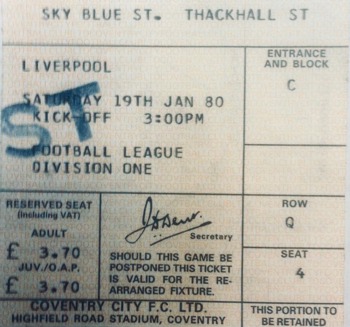 SKY BLUE ST. THACKHALL ST
ENTRANCE
AND BLOCK
C
LIVERPOOL
SATURDAY 19TH JAN 80
KICK-OFF 3:00PM
ST
FOOTBALL LEAGUE
DIVISION ONE
RESERVED SEAT
(Including VAT)
ADULT
£ 3.70
JUV./O.A.P.
£ 3.70
Secretary
SHOULD THIS GAME BE
POSTPONED THIS TICKET
IS VALID FOR THE RE-
ARRANGED FIXTURE.
ROW
Q
SEAT
4
COVENTRY CITY F.C. LTD.
HIGHFIELD ROAD STADIUM, COVENTRY
THIS PORTION TO
BE RETAINED